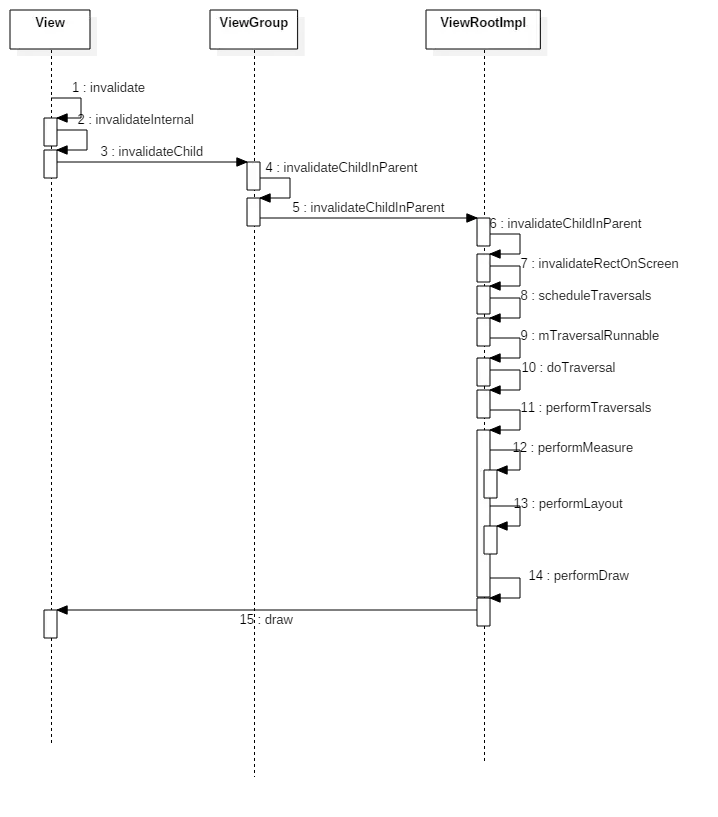 View
ViewGroup
ViewRootImpl
1 : invalidate
2 : invalidateInternal
3 : invalidateChild
4 : invalidateChildInParent
5 : invalidateChildInParent
6 : invalidateChildInParent
7 : invalidateRectOnScreen
8 : scheduleTraversals
9 : mTraversalRunnable
10 : doTraversal
11 : performTraversals
12 : performMeasure
13 : performLayout
14 : performDraw
15 : draw